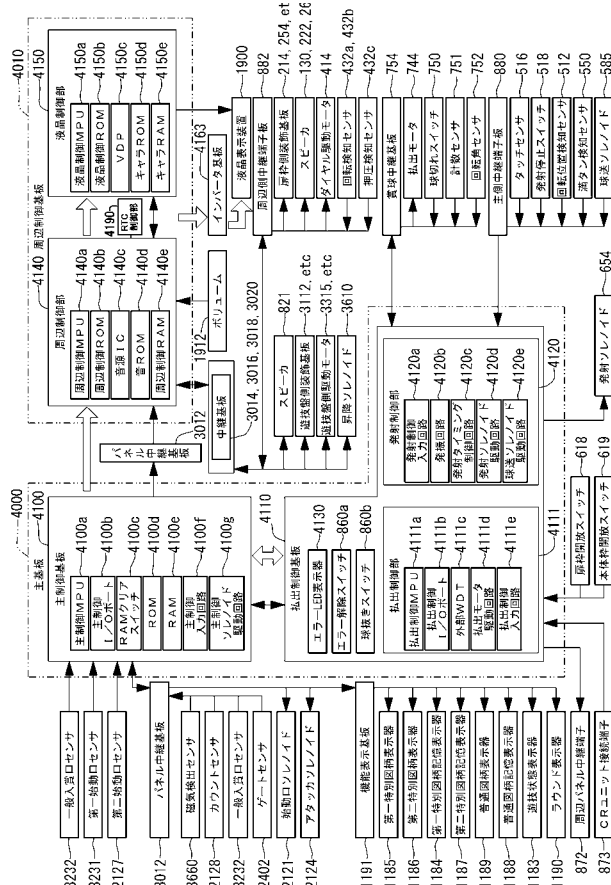 4000
主基板
4100
主制御基板
主制御MPU
4100a
主制御
I/Oポート
4100b
RAMクリア
スイッチ
4100c
ROM
4100d
RAM
4100e
主制御
入力回路
4100f
主制御
ソレノイド
駆動回路
4100g
4010
周辺制御基板
4140
周辺制御部
周辺制御MPU
4140a
周辺制御ROM
4140b
音源IC
4140c
音ROM
4140d
周辺制御RAM
4140e
4190
RTC
制御部
4150
液晶制御部
液晶制御MPU
4150a
液晶制御ROM
4150b
VDP
4150c
キャラROM
4150d
キャラRAM
4150e
パネル中継基板
3012
ボリューム
1912
インバータ基板
4163
中継基板
3014, 3016, 3018, 3020
液晶表示装置
1900
周辺側中継端子板
882
扉枠側装飾基板
214, 254, et
スピーカ
130, 222, 26
ダイヤル駆動モータ
414
回転検知センサ
432a, 432b
押圧検知センサ
432c
スピーカ
821
遊技盤側装飾基板
3112, etc
遊技盤側駆動モータ
3315, etc
昇降ソレノイド
3610
賞球中継基板
754
払出モータ
744
球切れスイッチ
750
計数センサ
751
回転角センサ
752
主側中継端子板
880
タッチセンサ
516
発射停止スイッチ
518
回転位置検知センサ
512
満タン検知センサ
550
球送ソレノイド
585
発射ソレノイド
654
4110
払出制御基板
エラーLED表示器
4130
エラー解除スイッチ
860a
球抜きスイッチ
860b
4111
払出制御部
払出制御MPU
4111a
払出制御
I/Oポート
4111b
外部WDT
4111c
払出モータ
駆動回路
4111d
払出制御
入力回路
4111e
4120
発射制御部
発射制御
入力回路
4120a
発振回路
4120b
発射タイミング
制御回路
4120c
発射ソレノイド
駆動回路
4120d
球送ソレノイド
駆動回路
4120e
扉枠開放スイッチ
618
本体枠開放スイッチ
619
3232
一般入賞口センサ
3231
第一始動口センサ
2127
第二始動口センサ
3012
パネル中継基板
3660
磁気検出センサ
2128
カウントセンサ
3232
一般入賞口センサ
2402
ゲートセンサ
2121
始動口ソレノイド
2124
アタッカソレノイド
1191
機能表示基板
1185
第一特別図柄表示器
1186
第二特別図柄表示器
1184
第一特別図柄記憶表示器
1187
第二特別図柄記憶表示器
1189
普通図柄表示器
1188
普通図柄記憶表示器
1183
遊技状態表示器
1190
ラウンド表示器
872
周辺パネル中継端子
873
CRユニット接続端子